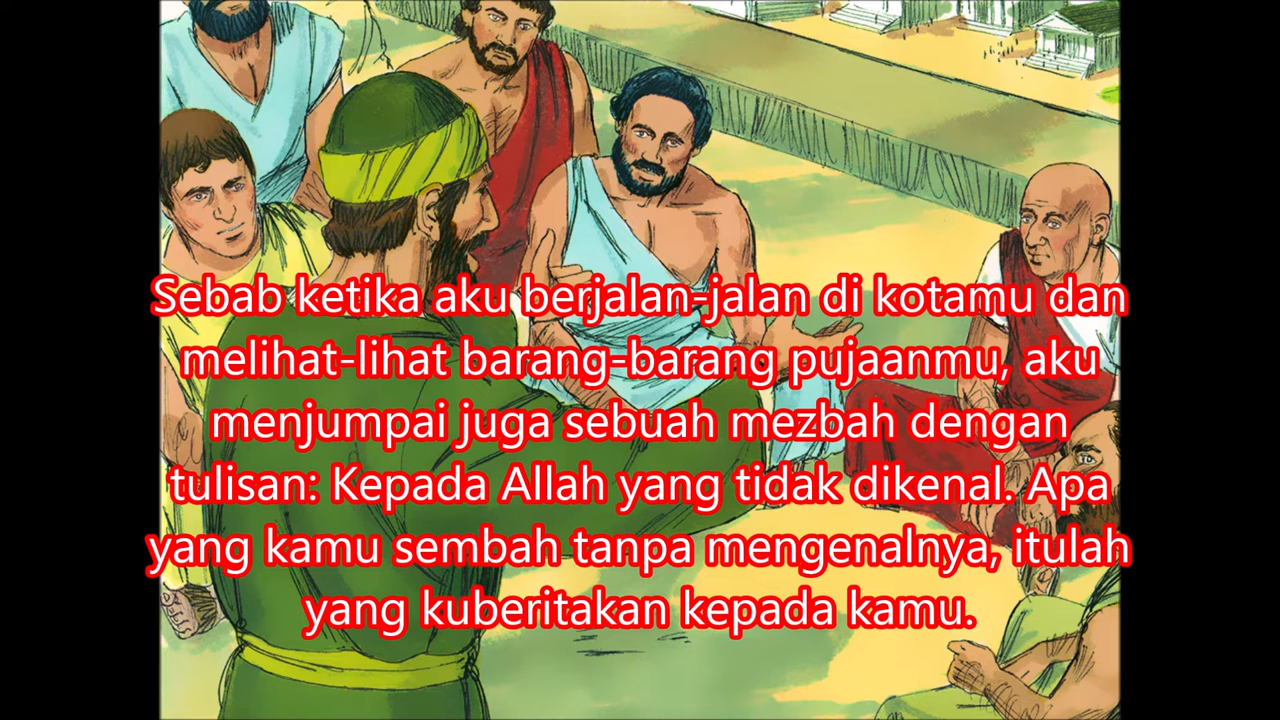 Sebab ketika aku berjalan-jalan di kotamu dan
melihat-lihat barang-barang pujaanmu, aku
menjumpai juga sebuah mezbah dengan
tulisan: Kepada Allah yang tidak dikenal. Apa
yang kamu sembah tanpa mengenalnya, itulah
yang kuberitakan kepada kamu.